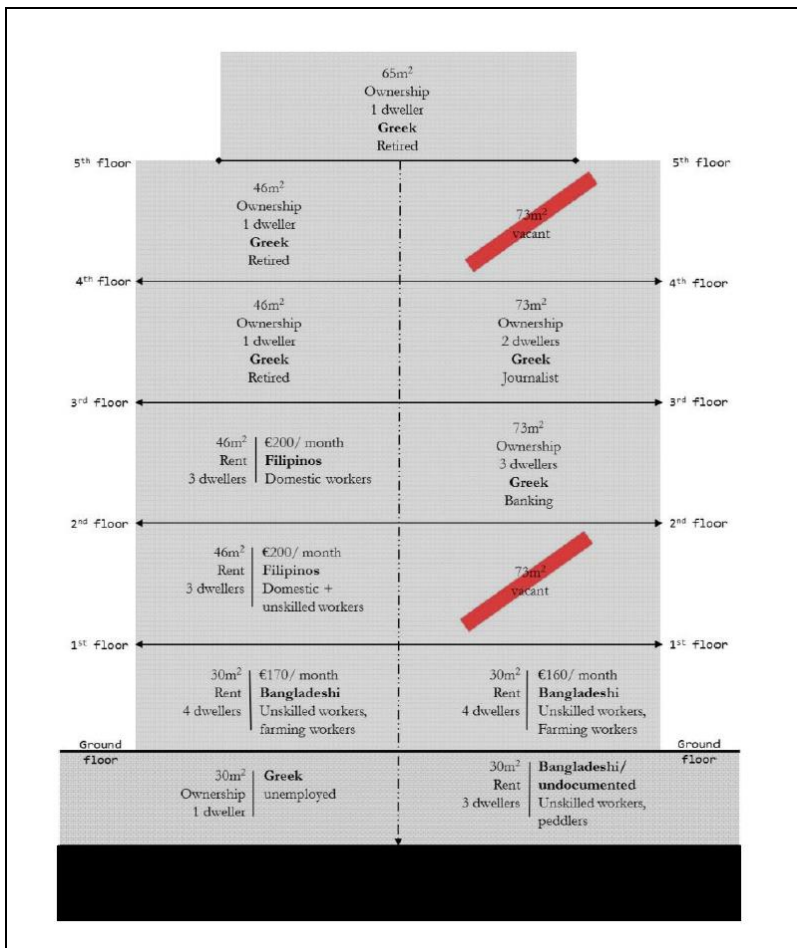 65m²
Ownership
1 dweller
Greek
Retired
5th floor
5th floor
46m²
Ownership
1 dweller
Greek
Retired
73m²
vacant
4th floor
4th floor
46m²
Ownership
1 dweller
Greek
Retired
73m²
Ownership
2 dwellers
Greek
Journalist
3rd floor
3rd floor
46m²
Rent
3 dwellers
€200/ month
Filipinos
Domestic workers
73m²
Ownership
3 dwellers
Greek
Banking
2nd floor
2nd floor
46m²
Rent
3 dwellers
€200/ month
Filipinos
Domestic +
unskilled workers
73m²
vacant
1st floor
1st floor
30m²
Rent
4 dwellers
€170/ month
Bangladeshi
Unskilled workers,
farming workers
30m²
Rent
4 dwellers
€160/ month
Bangladeshi
Unskilled workers,
Farming workers
Ground
floor
Ground
floor
30m²
Ownership
1 dweller
Greek
unemployed
30m²
Rent
3 dwellers
Bangladeshi/
undocumented
Unskilled workers,
peddlers